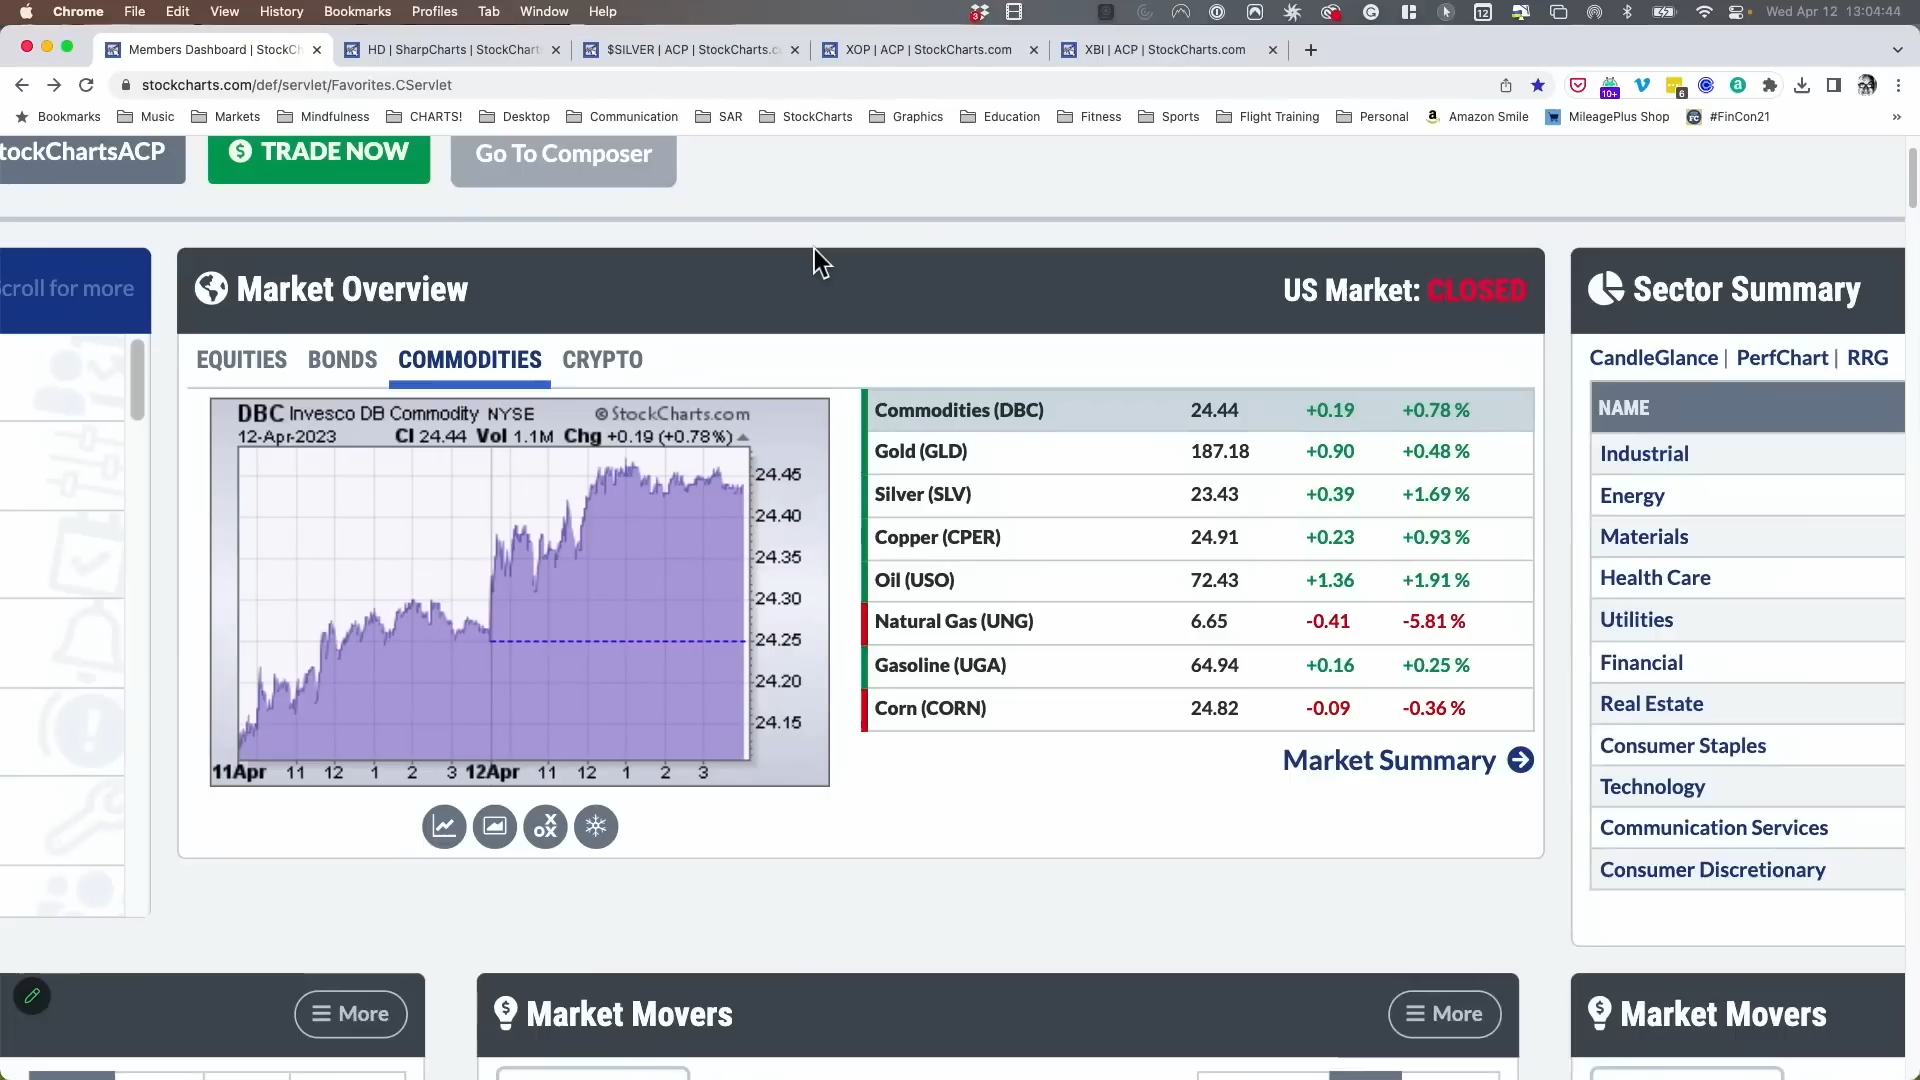 Chrome File Edit View History Bookmarks Profiles Tab Window Help
3
12
Wed Apr 12 13:04:44
Members Dashboard | StockCh
HD | SharpCharts | StockChart
$SILVER | ACP | StockCharts.c
XOP | ACP | StockCharts.com
XBI | ACP | StockCharts.com
stockcharts.com/def/servlet/Favorites.CServlet
10+
6
Bookmarks Music Markets Mindfulness CHARTS! Desktop Communication SAR StockCharts Graphics Education Fitness Sports Flight Training Personal Amazon Smile MileagePlus Shop #FinCon21 »
tockChartsACP
TRADE NOW
Go To Composer
croll for more
Market Overview
US Market: CLOSED
EQUITIES BONDS COMMODITIES CRYPTO
DBC Invesco DB Commodity NYSE © StockCharts.com
12-Apr-2023 Cl 24.44 Vol 1.1M Chg +0.19 (+0.78%)
24.45
24.40
24.35
24.30
24.25
24.20
24.15
11Apr 11 12 1 2 3 12Apr 11 12 1 2 3
Commodities (DBC) 24.44 +0.19 +0.78 %
Gold (GLD) 187.18 +0.90 +0.48 %
Silver (SLV) 23.43 +0.39 +1.69 %
Copper (CPER) 24.91 +0.23 +0.93 %
Oil (USO) 72.43 +1.36 +1.91 %
Natural Gas (UNG) 6.65 -0.41 -5.81 %
Gasoline (UGA) 64.94 +0.16 +0.25 %
Corn (CORN) 24.82 -0.09 -0.36 %
Market Summary
Sector Summary
CandleGlance | PerfChart | RRG
NAME
Industrial
Energy
Materials
Health Care
Utilities
Financial
Real Estate
Consumer Staples
Technology
Communication Services
Consumer Discretionary
More
Market Movers
More
Market Movers